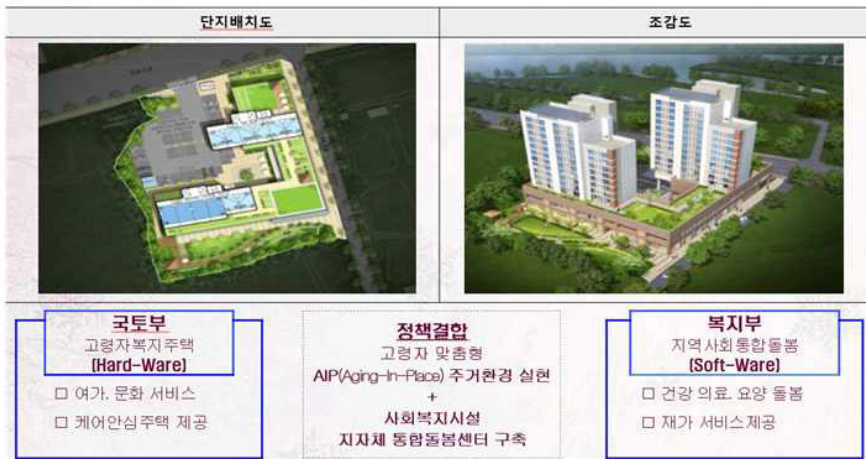 단지배치도
조감도
국토부
고령자복지주택
(Hard-Ware)
□ 여가. 문화 서비스
□ 케어안심주택 제공
정책결합
고령자 맞춤형
AIP(Aging-In-Place) 주거환경 실현
+
사회복지시설
지자체 통합돌봄센터 구축
복지부
지역사회통합돌봄
(Soft-Ware)
□ 건강 의료. 요양 돌봄
□ 재가 서비스제공